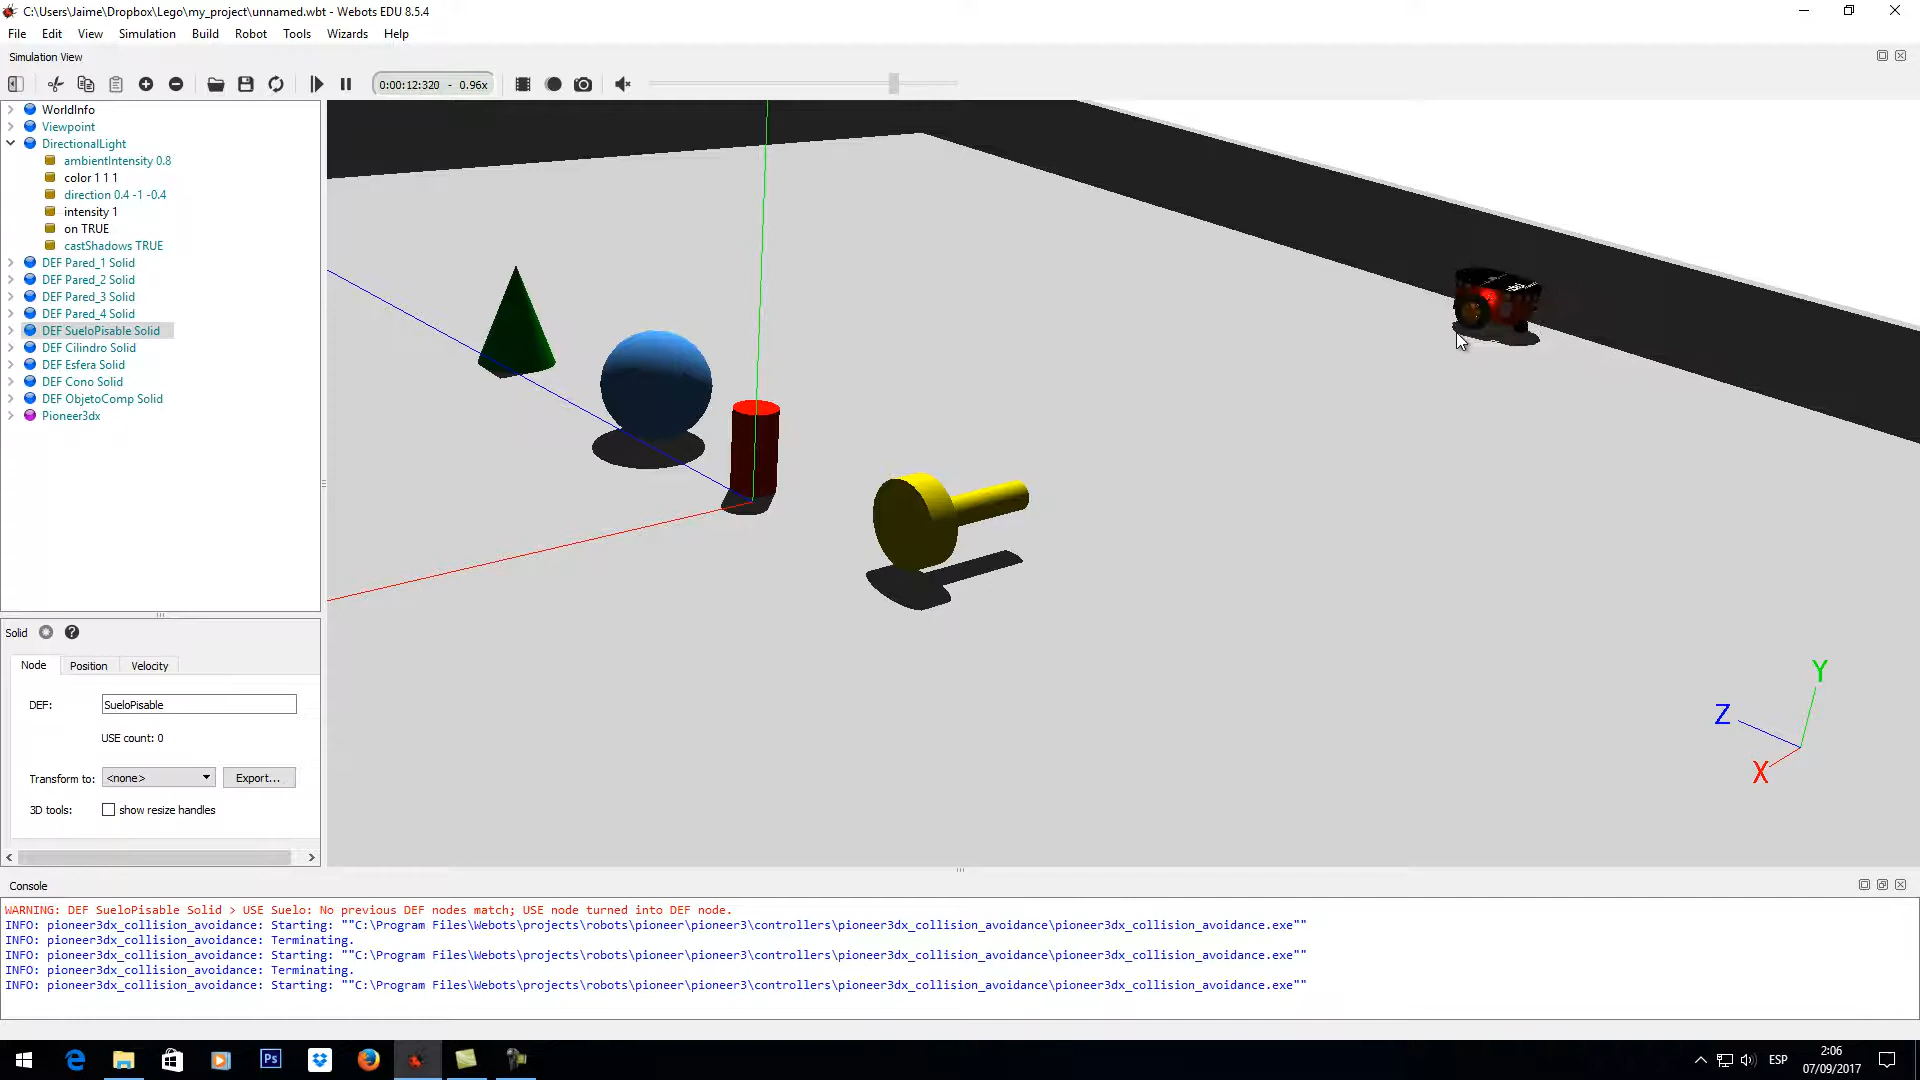 C:\Users\Jaime\Dropbox\Lego\my_project\unnamed.wbt - Webots EDU 8.5.4
File Edit View Simulation Build Robot Tools Wizards Help
Simulation View
0:00:12:320 - 0.96x
WorldInfo
Viewpoint
DirectionalLight
ambientIntensity 0.8
color 1 1 1
direction 0.4 -1 -0.4
intensity 1
on TRUE
castShadows TRUE
DEF Pared_1 Solid
DEF Pared_2 Solid
DEF Pared_3 Solid
DEF Pared_4 Solid
DEF SueloPisable Solid
DEF Cilindro Solid
DEF Esfera Solid
DEF Cono Solid
DEF ObjetoComp Solid
Pioneer3dx
Solid
Node Position Velocity
DEF: SueloPisable
USE count: 0
Transform to: <none> Export...
3D tools: show resize handles
Y
Z
X
Console
WARNING: DEF SueloPisable Solid > USE Suelo: No previous DEF nodes match; USE node turned into DEF node.
INFO: pioneer3dx_collision_avoidance: Starting: ""C:\Program Files\Webots\projects\robots\pioneer\pioneer3\controllers\pioneer3dx_collision_avoidance\pioneer3dx_collision_avoidance.exe""
INFO: pioneer3dx_collision_avoidance: Terminating.
INFO: pioneer3dx_collision_avoidance: Starting: ""C:\Program Files\Webots\projects\robots\pioneer\pioneer3\controllers\pioneer3dx_collision_avoidance\pioneer3dx_collision_avoidance.exe""
INFO: pioneer3dx_collision_avoidance: Terminating.
INFO: pioneer3dx_collision_avoidance: Starting: ""C:\Program Files\Webots\projects\robots\pioneer\pioneer3\controllers\pioneer3dx_collision_avoidance\pioneer3dx_collision_avoidance.exe""
Ps
ESP
2:06
07/09/2017